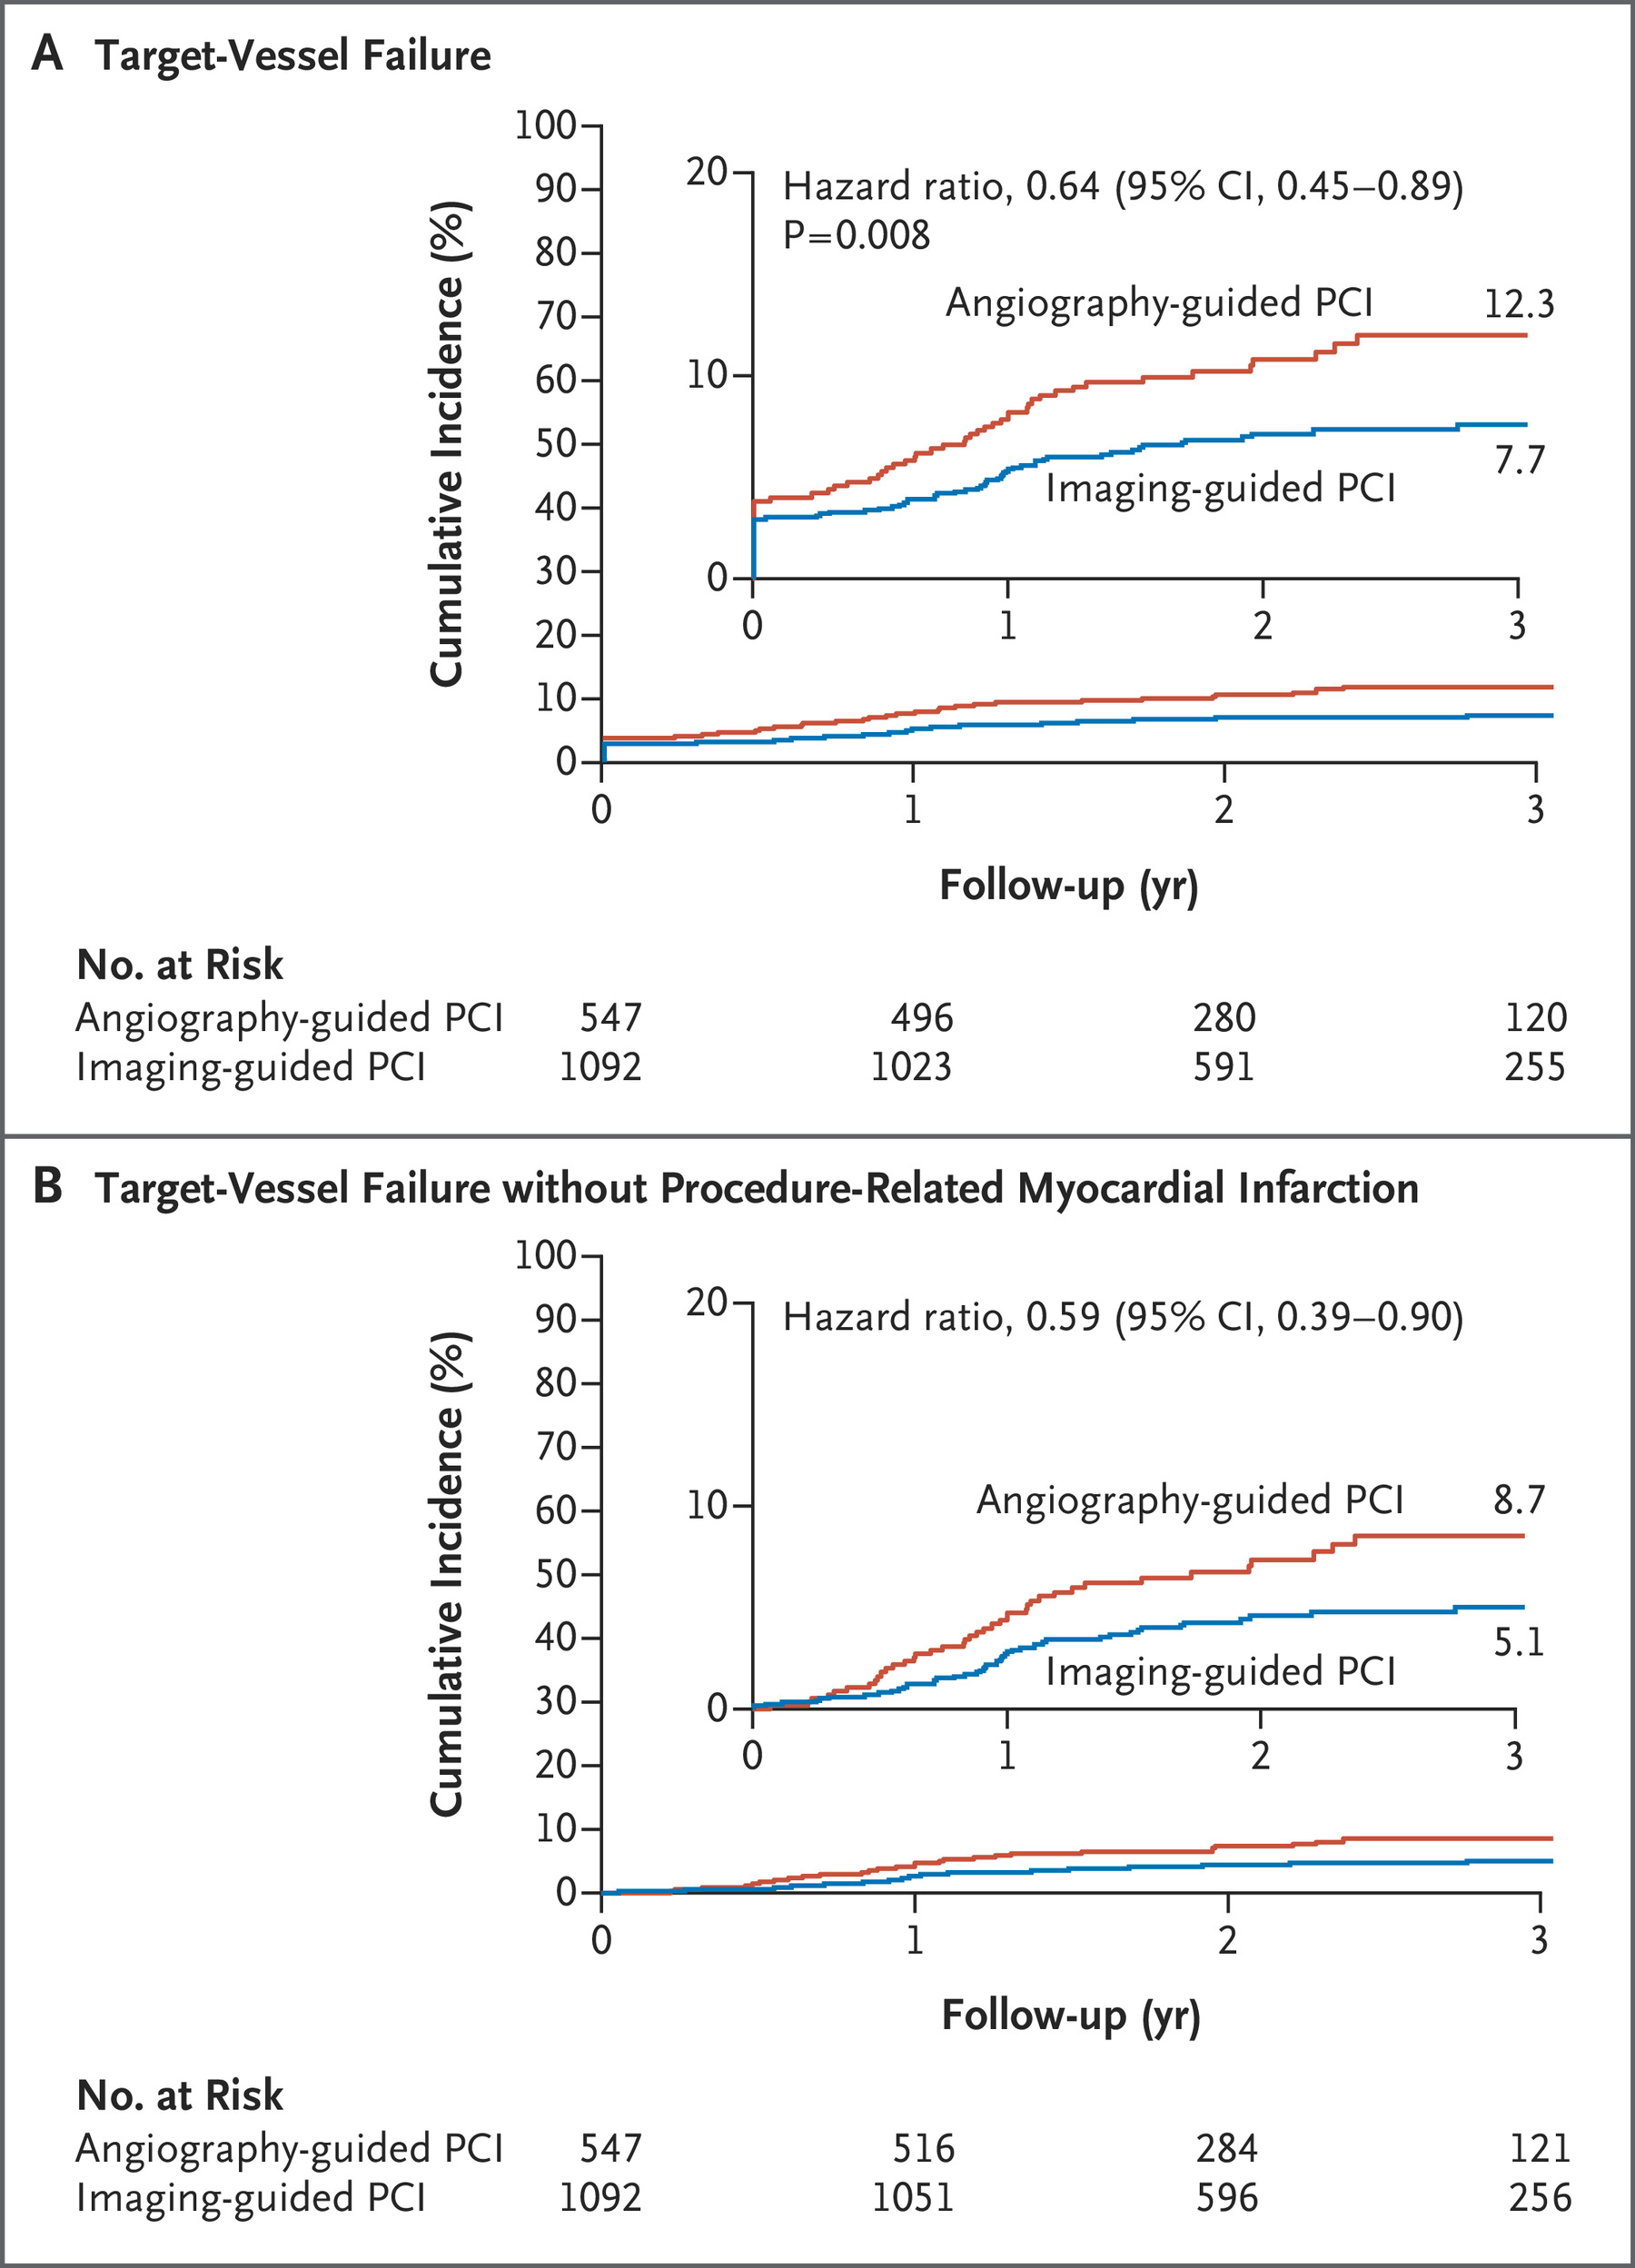 A Target-Vessel Failure
100
90
80
70
60
50
40
30
20
10
0
Cumulative Incidence (%)
20
10
0
Hazard ratio, 0.64 (95% CI, 0.45–0.89)
P=0.008
Angiography-guided PCI 12.3
7.7
Imaging-guided PCI
0 1 2 3
0 1 2 3
Follow-up (yr)
No. at Risk
Angiography-guided PCI 547 496 280 120
Imaging-guided PCI 1092 1023 591 255
B Target-Vessel Failure without Procedure-Related Myocardial Infarction
100
90
80
70
60
50
40
30
20
10
0
Cumulative Incidence (%)
20
10
0
Hazard ratio, 0.59 (95% CI, 0.39–0.90)
Angiography-guided PCI 8.7
5.1
Imaging-guided PCI
0 1 2 3
0 1 2 3
Follow-up (yr)
No. at Risk
Angiography-guided PCI 547 516 284 121
Imaging-guided PCI 1092 1051 596 256